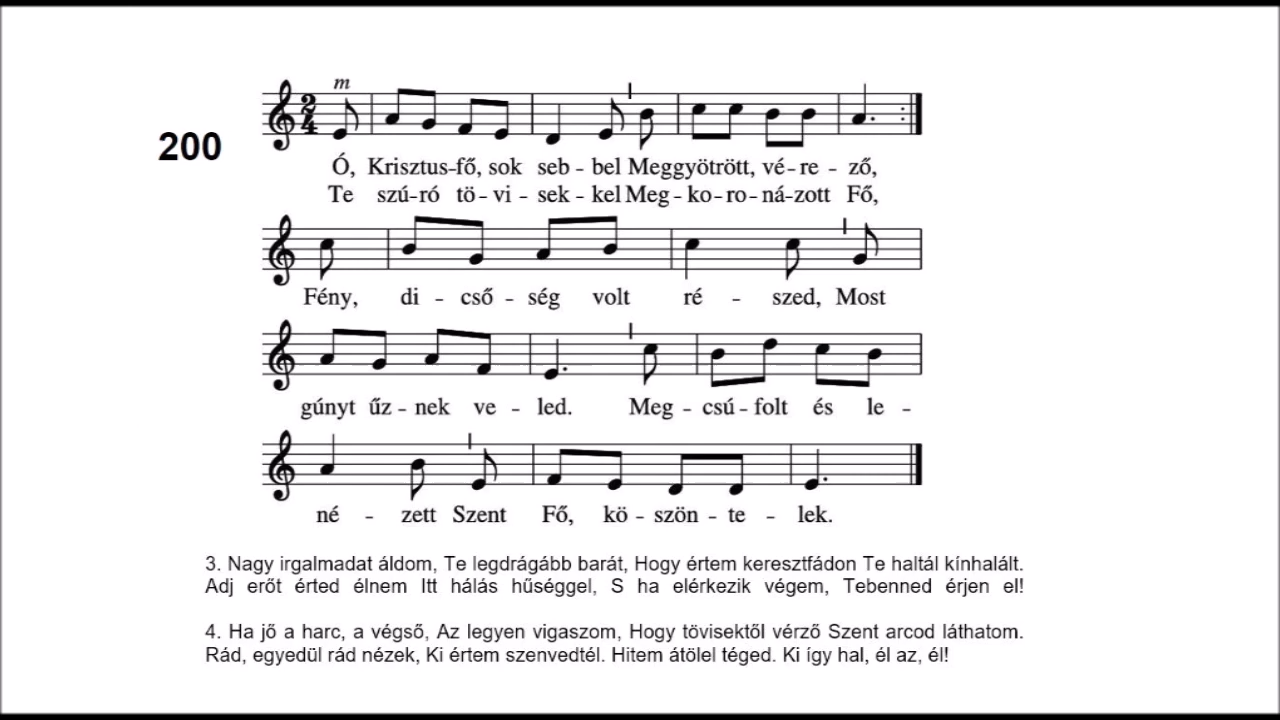 m
200
Ó, Krisztus-fő, sok seb - bel Meggyötrött, vé - re - ző,
Te szú - ró tö - vi - sek - kel Meg - ko - ro - ná - zott Fő,
Fény, di - cső - ség volt ré - szed, Most
gúnyt űz - nek ve - led. Meg - csú - folt és le -
né - zett Szent Fő, kö - szön - te - lek.
3. Nagy irgalmadat áldom, Te legdrágább barát, Hogy értem keresztfádon Te haltál kínhalált.
Adj erőt érted élnem Itt hálás hűséggel, S ha elérkezik végem, Tebenned érjen el!
4. Ha jő a harc, a végső, Az legyen vigaszom, Hogy tövisektől vérző Szent arcod láthatom.
Rád, egyedül rád nézek, Ki értem szenvedtél. Hitem átölel téged. Ki így hal, él az, él!